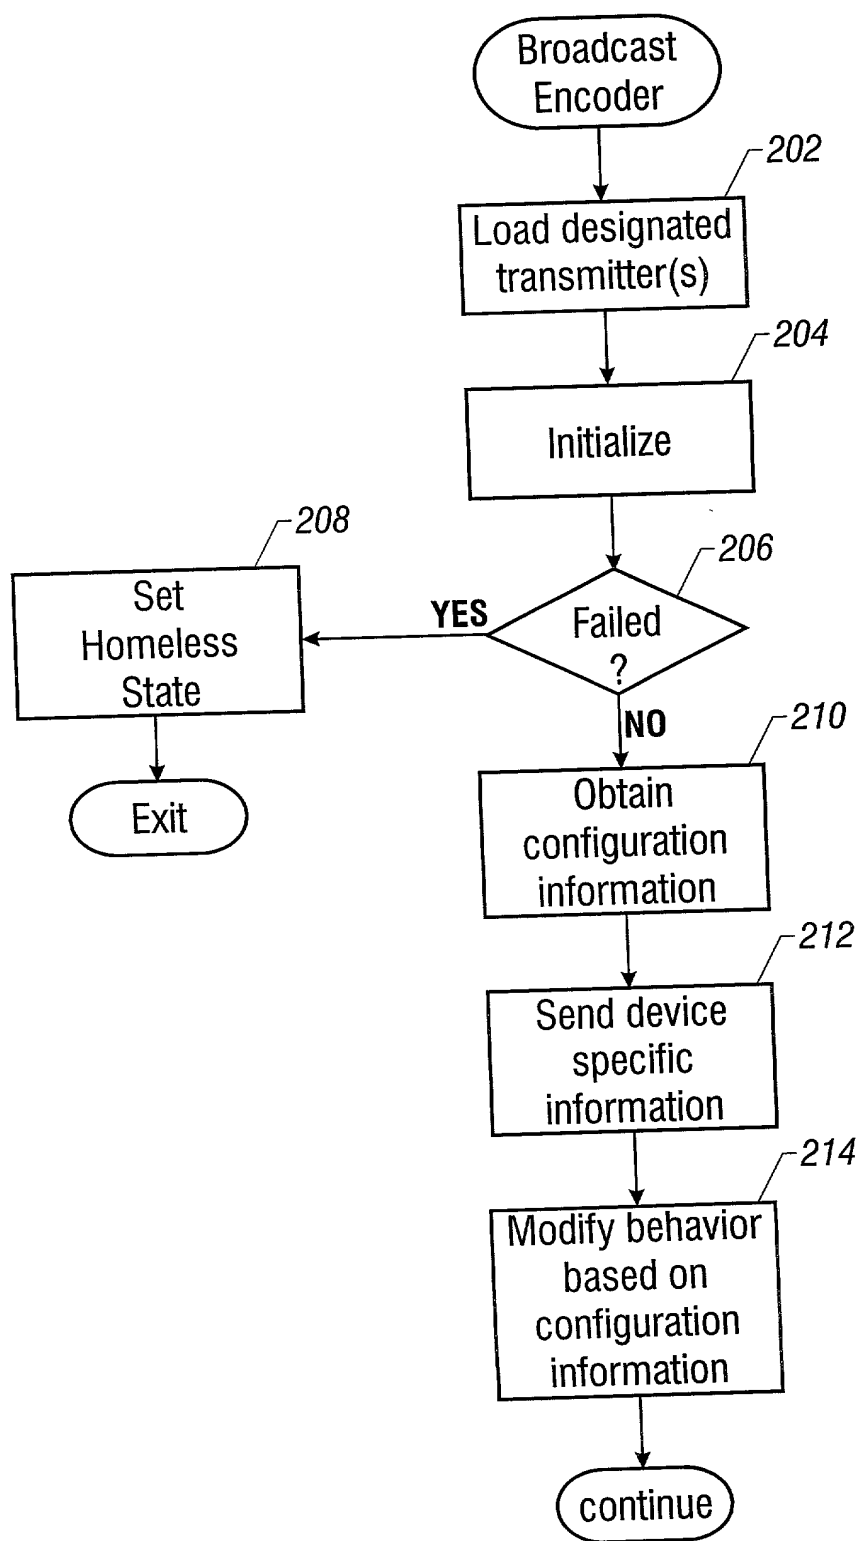 Broadcast
Encoder
202
Load designated
transmitter(s)
204
Initialize
206
Failed
?
YES
208
Set
Homeless
State
Exit
NO
210
Obtain
configuration
information
212
Send device
specific
information
214
Modify behavior
based on
configuration
information
continue